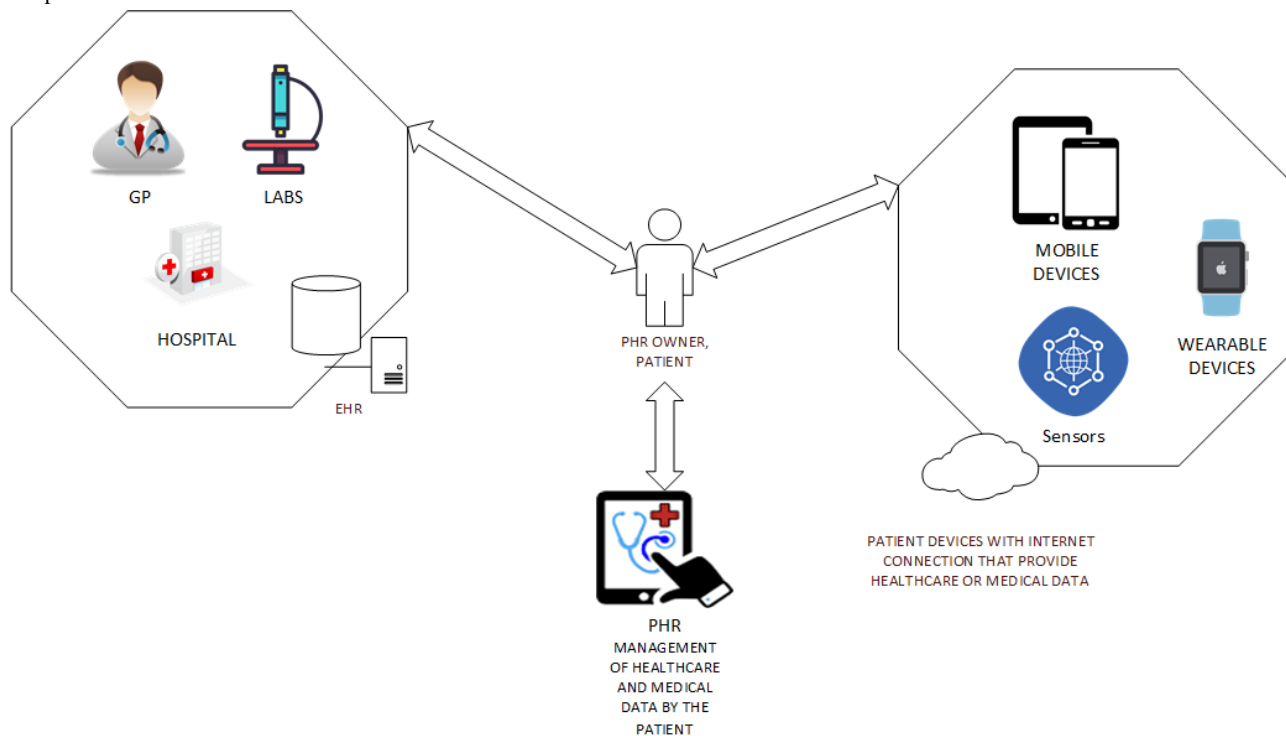 GP
LABS
HOSPITAL
EHR
PHR OWNER,
PATIENT
MOBILE
DEVICES
WEARABLE
DEVICES
Sensors
PATIENT DEVICES WITH INTERNET
CONNECTION THAT PROVIDE
HEALTHCARE OR MEDICAL DATA
PHR
MANAGEMENT
OF HEALTHCARE
AND MEDICAL
DATA BY THE
PATIENT